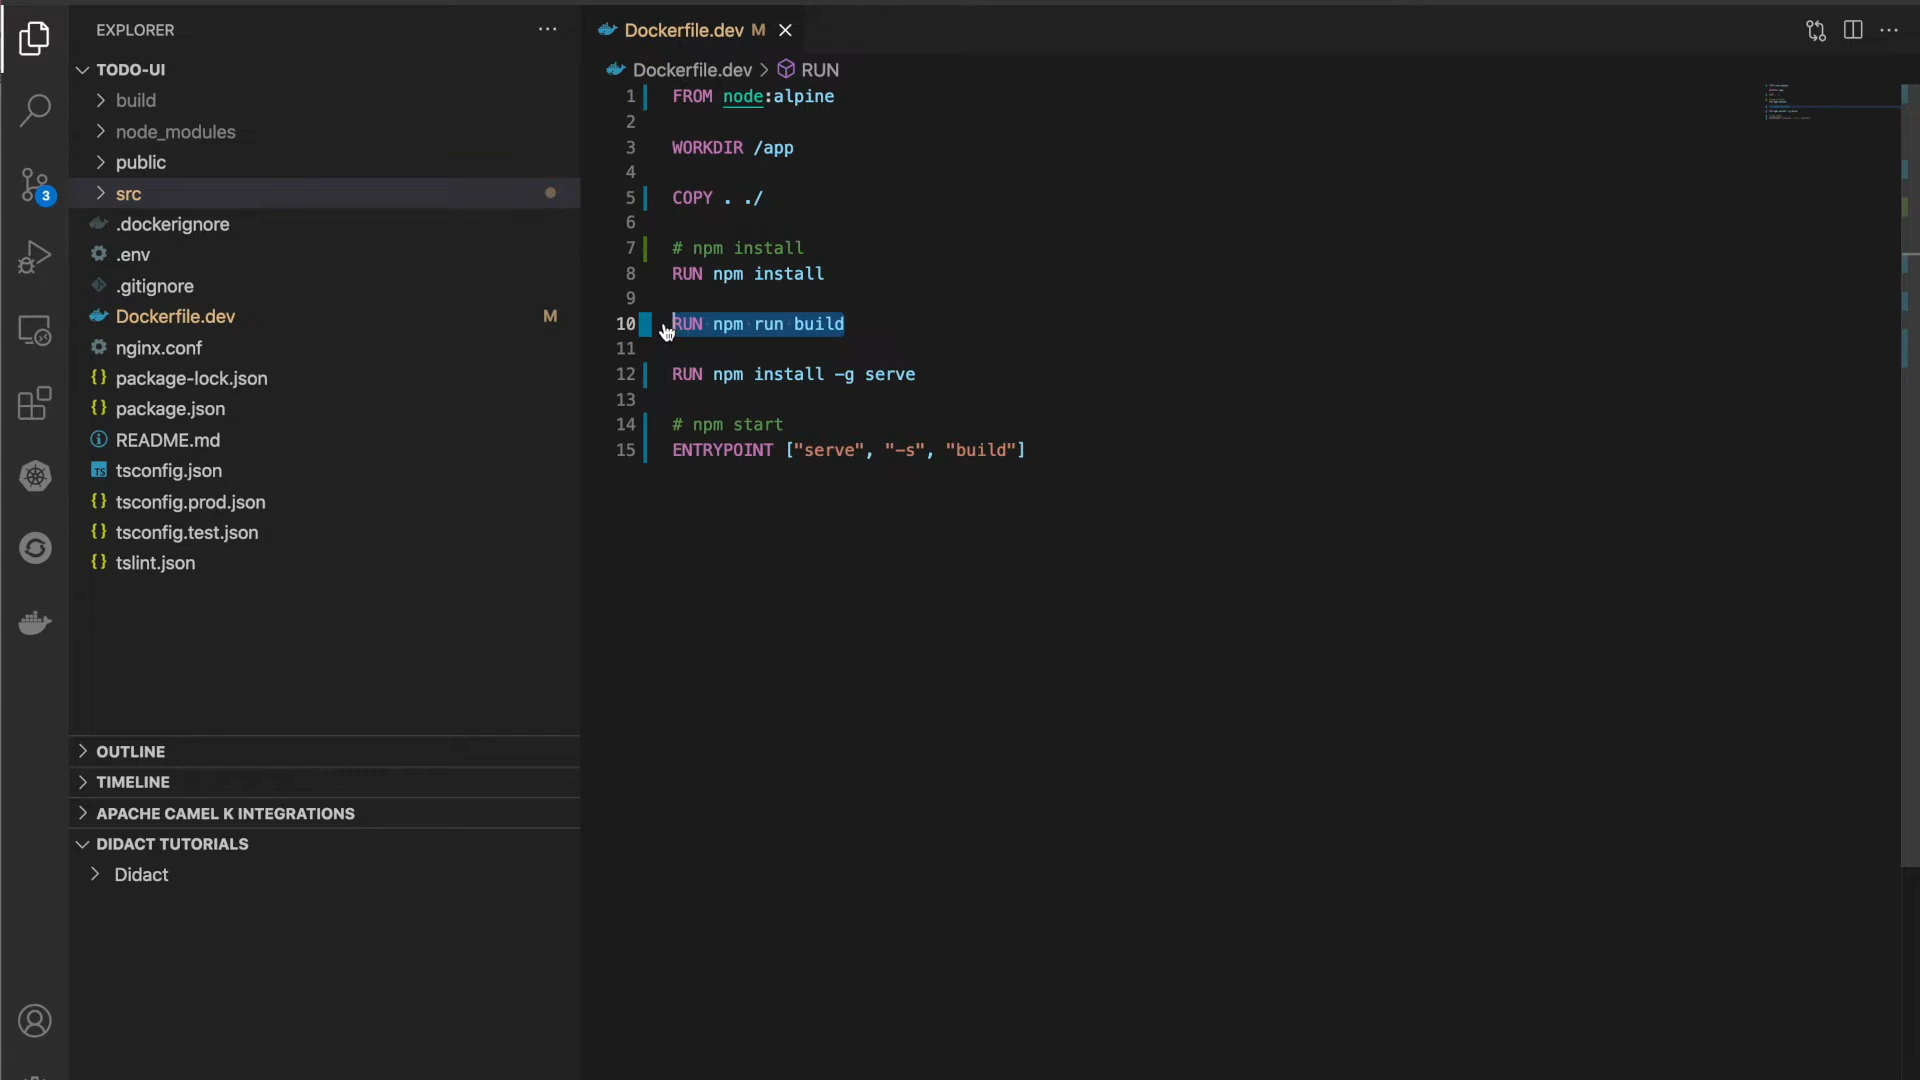 EXPLORER
TODO-UI
build
node_modules
public
src
.dockerignore
.env
.gitignore
Dockerfile.dev M
nginx.conf
{} package-lock.json
{} package.json
README.md
TS tsconfig.json
{} tsconfig.prod.json
{} tsconfig.test.json
{} tslint.json
OUTLINE
TIMELINE
APACHE CAMEL K INTEGRATIONS
DIDACT TUTORIALS
Didact
3
Dockerfile.dev M
Dockerfile.dev > RUN
1 FROM node:alpine
2
3 WORKDIR /app
4
5 COPY . ./
6
7 # npm install
8 RUN npm install
9
10 RUN npm run build
11
12 RUN npm install -g serve
13
14 # npm start
15 ENTRYPOINT ["serve", "-s", "build"]